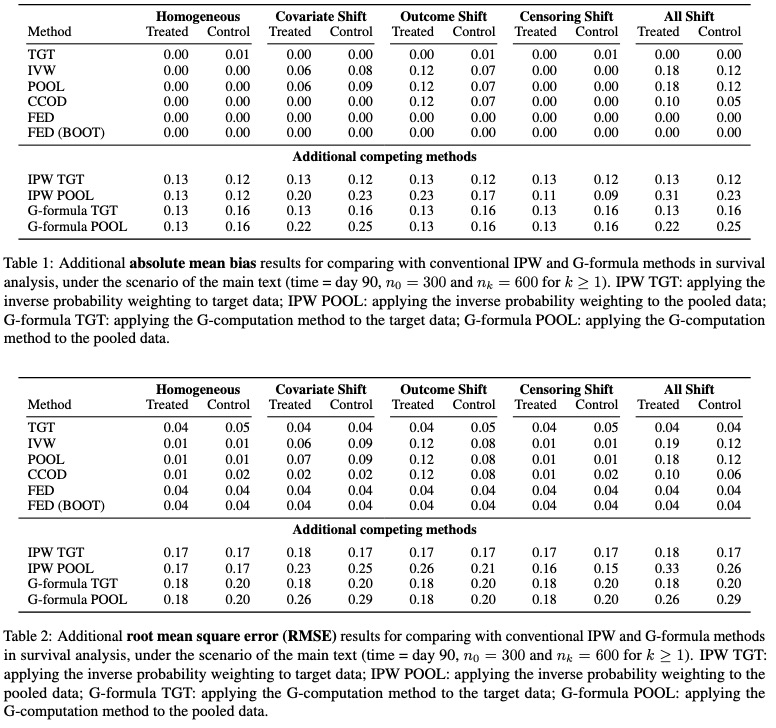 Homogeneous Covariate Shift Outcome Shift Censoring Shift All Shift
Method Treated Control Treated Control Treated Control Treated Control Treated Control
TGT 0.00 0.01 0.00 0.00 0.00 0.01 0.00 0.01 0.00 0.00
IVW 0.00 0.00 0.06 0.08 0.12 0.07 0.00 0.00 0.18 0.12
POOL 0.00 0.00 0.06 0.09 0.12 0.07 0.00 0.00 0.18 0.12
CCOD 0.00 0.00 0.00 0.00 0.12 0.07 0.00 0.00 0.10 0.05
FED 0.00 0.00 0.00 0.00 0.00 0.00 0.00 0.00 0.00 0.00
FED (BOOT) 0.00 0.00 0.00 0.00 0.00 0.00 0.00 0.00 0.00 0.00
Additional competing methods
IPW TGT 0.13 0.12 0.13 0.12 0.13 0.12 0.13 0.12 0.13 0.12
IPW POOL 0.13 0.12 0.20 0.23 0.23 0.17 0.11 0.09 0.31 0.23
G-formula TGT 0.13 0.16 0.13 0.16 0.13 0.16 0.13 0.16 0.13 0.16
G-formula POOL 0.13 0.16 0.22 0.25 0.13 0.16 0.13 0.16 0.22 0.25
Table 1: Additional absolute mean bias results for comparing with conventional IPW and G-formula methods in survival
analysis, under the scenario of the main text (time = day 90, n₀ = 300 and nₖ = 600 for k ≥ 1). IPW TGT: applying the
inverse probability weighting to target data; IPW POOL: applying the inverse probability weighting to the pooled data;
G-formula TGT: applying the G-computation method to the target data; G-formula POOL: applying the G-computation
method to the pooled data.
Homogeneous Covariate Shift Outcome Shift Censoring Shift All Shift
Method Treated Control Treated Control Treated Control Treated Control Treated Control
TGT 0.04 0.05 0.04 0.04 0.04 0.05 0.04 0.05 0.04 0.04
IVW 0.01 0.01 0.06 0.09 0.12 0.08 0.01 0.01 0.19 0.12
POOL 0.01 0.01 0.07 0.09 0.12 0.08 0.01 0.01 0.18 0.12
CCOD 0.01 0.02 0.02 0.02 0.12 0.08 0.01 0.02 0.10 0.06
FED 0.04 0.04 0.04 0.04 0.04 0.04 0.04 0.04 0.04 0.04
FED (BOOT) 0.04 0.04 0.04 0.04 0.04 0.04 0.04 0.04 0.04 0.04
Additional competing methods
IPW TGT 0.17 0.17 0.18 0.17 0.17 0.17 0.17 0.17 0.18 0.17
IPW POOL 0.17 0.17 0.23 0.25 0.26 0.21 0.16 0.15 0.33 0.26
G-formula TGT 0.18 0.20 0.18 0.20 0.18 0.20 0.18 0.20 0.18 0.20
G-formula POOL 0.18 0.20 0.26 0.29 0.18 0.20 0.18 0.20 0.26 0.29
Table 2: Additional root mean square error (RMSE) results for comparing with conventional IPW and G-formula methods
in survival analysis, under the scenario of the main text (time = day 90, n₀ = 300 and nₖ = 600 for k ≥ 1). IPW TGT:
applying the inverse probability weighting to target data; IPW POOL: applying the inverse probability weighting to the
pooled data; G-formula TGT: applying the G-computation method to the target data; G-formula POOL: applying the
G-computation method to the pooled data.